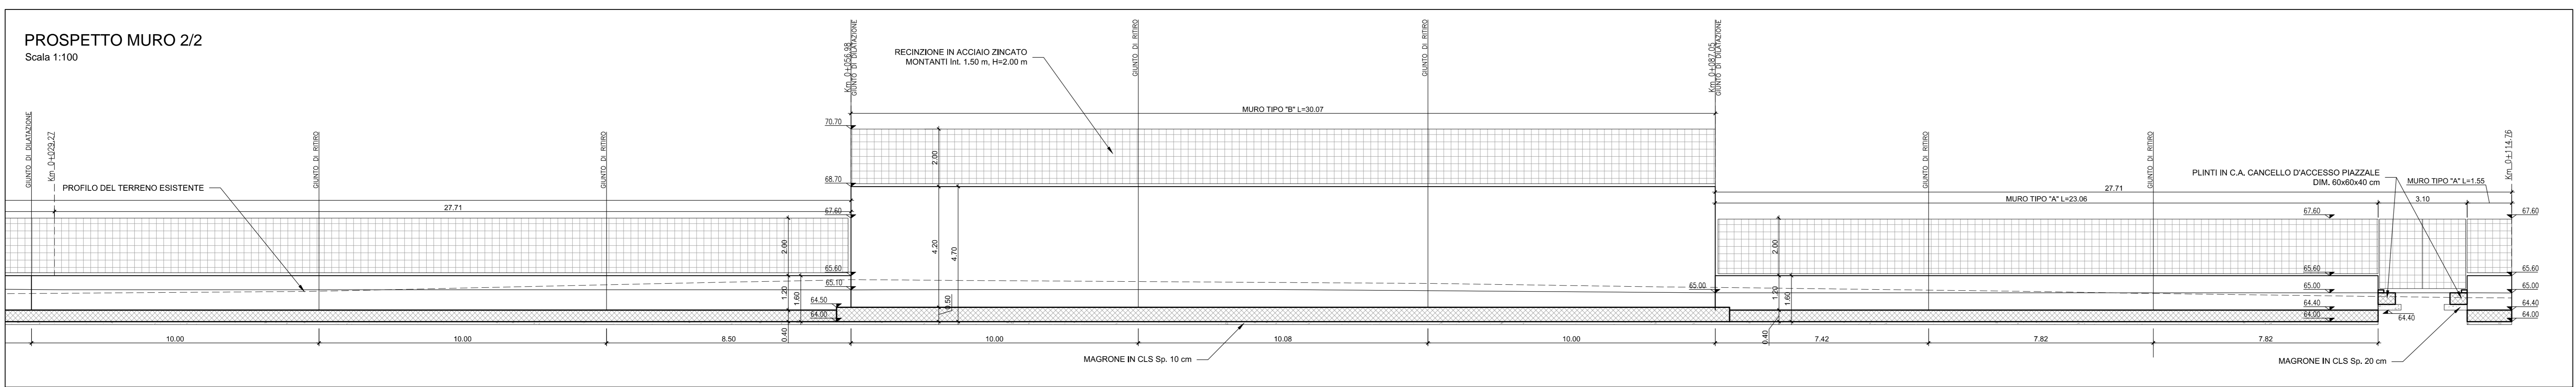 PROSPETTO MURO 2/2
Scala 1:100
GIUNTO DI DILATAZIONE
Km 0+029.27
GIUNTO DI RITIRO
GIUNTO DI RITIRO
Km 0+056.98
GIUNTO DI DILATAZIONE
GIUNTO DI RITIRO
GIUNTO DI RITIRO
Km 0+087.05
GIUNTO DI DILATAZIONE
GIUNTO DI RITIRO
GIUNTO DI RITIRO
Km 0+114.76
RECINZIONE IN ACCIAIO ZINCATO
MONTANTI Int. 1.50 m, H=2.00 m
MURO TIPO "B" L=30.07
PROFILO DEL TERRENO ESISTENTE
PLINTI IN C.A. CANCELLO D'ACCESSO PIAZZALE
DIM. 60x60x40 cm
MURO TIPO "A" L=1.55
27.71
27.71
MURO TIPO "A" L=23.06
3.10
70.70
68.70
67.60
65.60
65.10
64.50
64.00
2.00
1.20
1.60
0.40
2.00
4.20
4.70
0.50
65.00
2.00
1.20
1.60
0.40
67.60
65.60
65.00
64.40
64.00
64.40
67.60
65.60
65.00
64.40
64.00
10.00
10.00
8.50
10.00
10.08
10.00
7.42
7.82
7.82
MAGRONE IN CLS Sp. 10 cm
MAGRONE IN CLS Sp. 20 cm